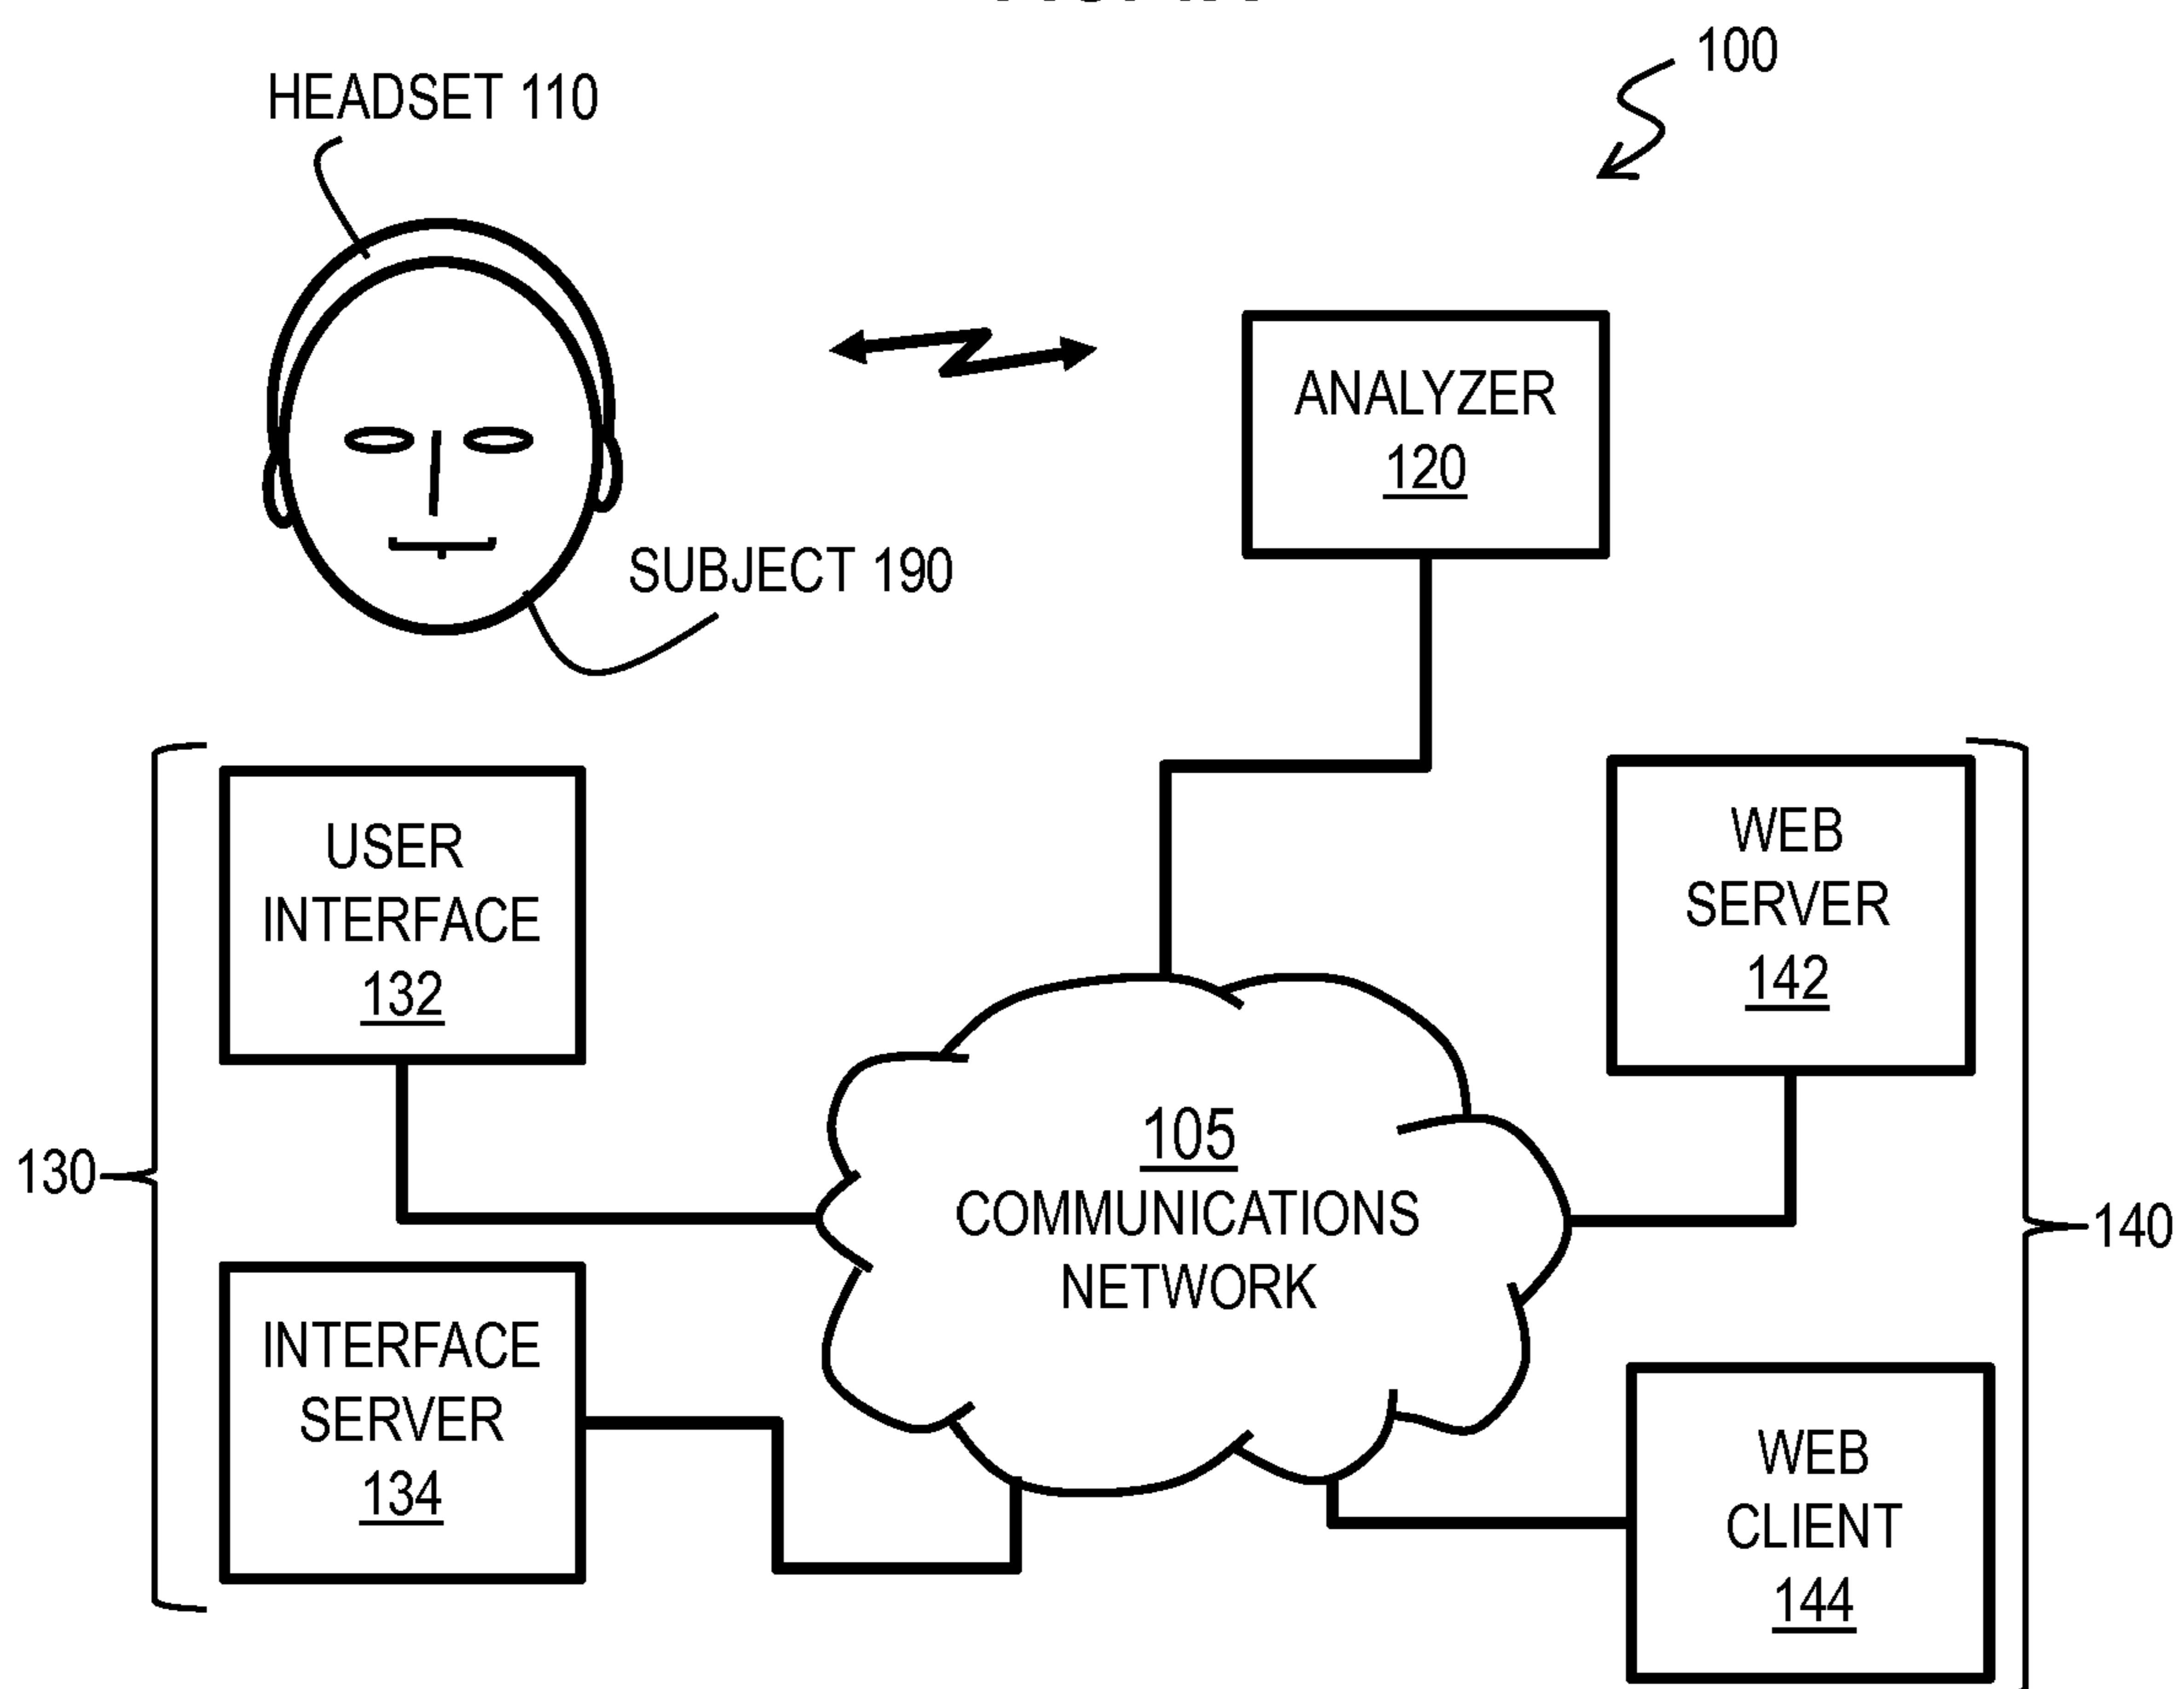 100
HEADSET 110
ANALYZER
120
SUBJECT 190
USER
INTERFACE
132
WEB
SERVER
142
130
105
COMMUNICATIONS
NETWORK
140
INTERFACE
SERVER
134
WEB
CLIENT
144